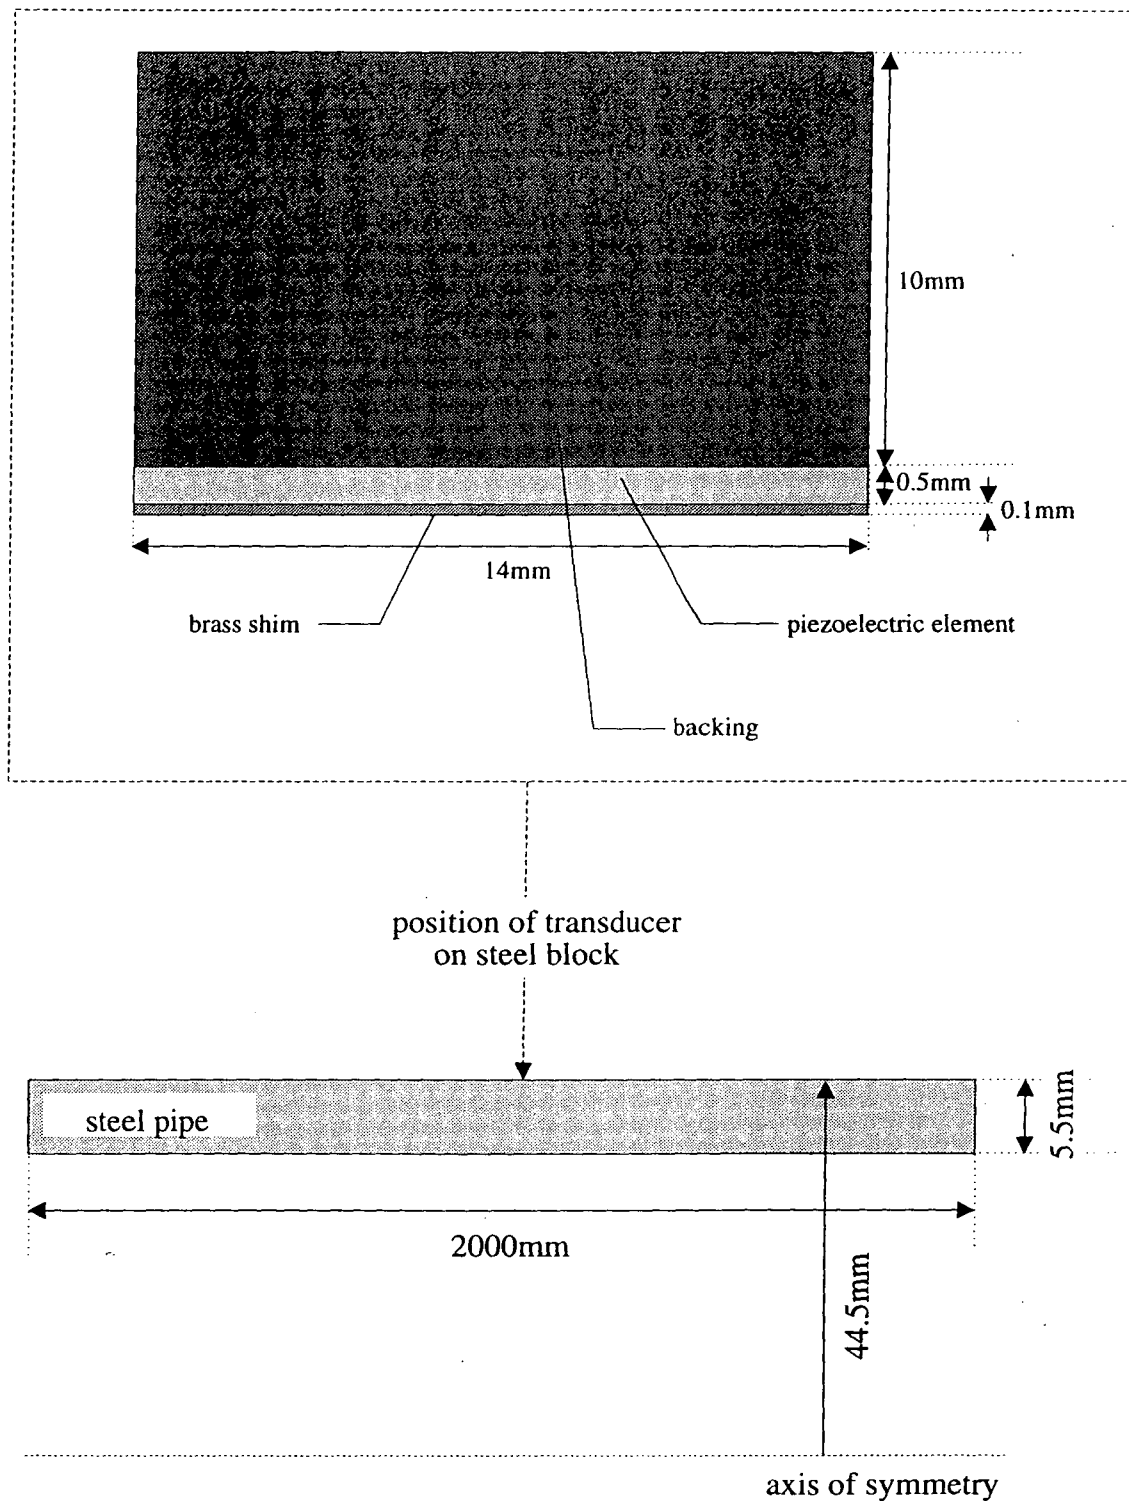 10mm
0.5mm
0.1mm
14mm
brass shim
piezoelectric element
backing
position of transducer
on steel block
steel pipe
5.5mm
2000mm
44.5mm
axis of symmetry